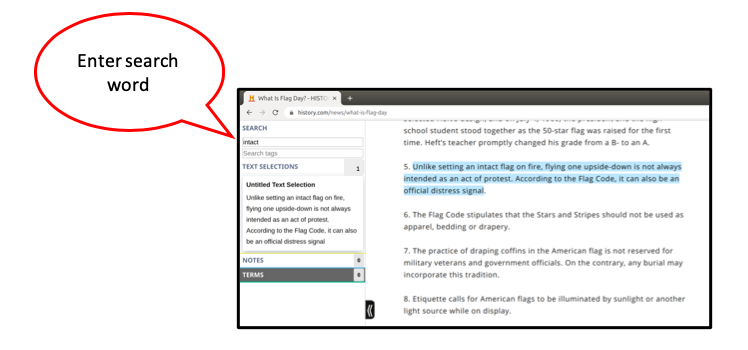 Enter search
word
What Is Flag Day? - HISTO
history.com/news/what-is-flag-day
SEARCH
intact
Search tags
TEXT SELECTIONS 1
Untitled Text Selection
Unlike setting an intact flag on fire,
flying one upside-down is not always
intended as an act of protest.
According to the Flag Code, it can also
be an official distress signal
NOTES 0
TERMS 0
school student stood together as the 50-star flag was raised for the first
time. Heft's teacher promptly changed his grade from a B- to an A.
5. Unlike setting an intact flag on fire, flying one upside-down is not always
intended as an act of protest. According to the Flag Code, it can also be an
official distress signal.
6. The Flag Code stipulates that the Stars and Stripes should not be used as
apparel, bedding or drapery.
7. The practice of draping coffins in the American flag is not reserved for
military veterans and government officials. On the contrary, any burial may
incorporate this tradition.
8. Etiquette calls for American flags to be illuminated by sunlight or another
light source while on display.